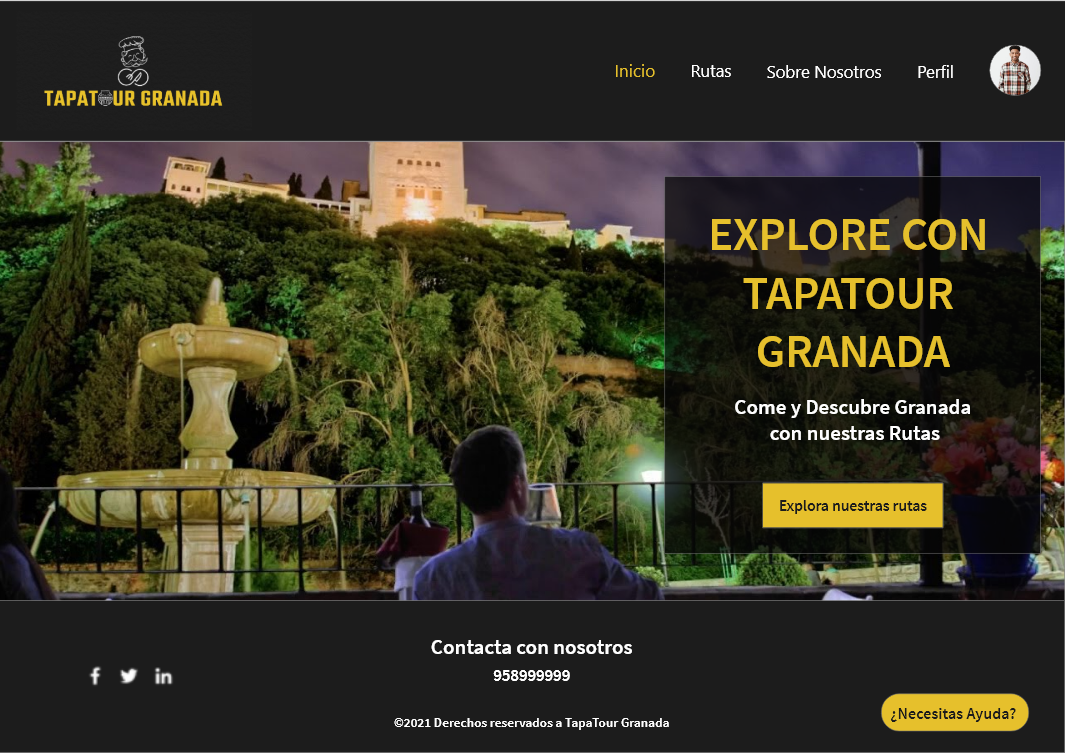 TAPATOUR GRANADA
Inicio
Rutas
Sobre Nosotros
Perfil
EXPLORE CON
TAPATOUR
GRANADA
Come y Descubre Granada
con nuestras Rutas
Explora nuestras rutas
Contacta con nosotros
958999999
¿Necesitas Ayuda?
©2021 Derechos reservados a TapaTour Granada